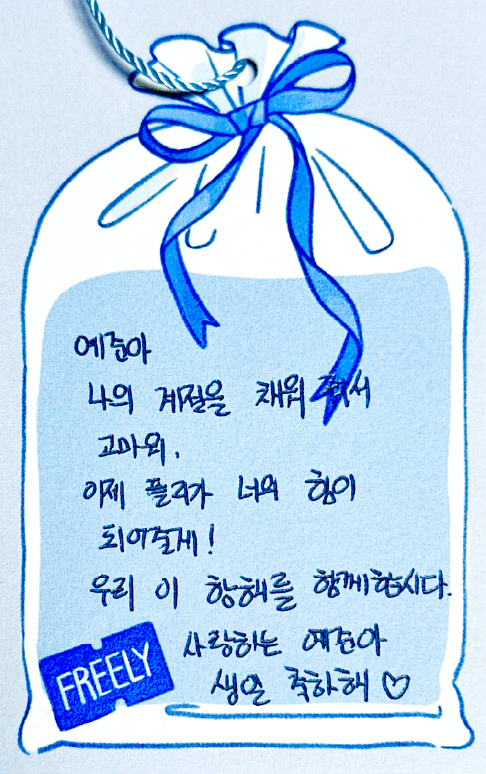 예준아
나의 계절을 채워 줘서
고마워.
이제 플리가 너의 힘이
되어줄게!
우리 이 항해를 함께합시다.
사랑하는 예준아
생일 축하해 ♡
FREELY